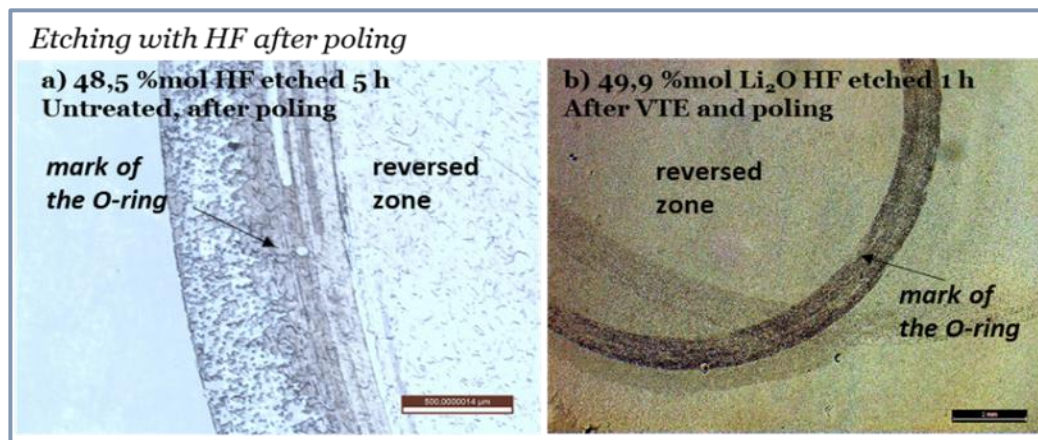 Etching with HF after poling
a) 48,5 %mol HF etched 5 h
Untreated, after poling
mark of
the O-ring
reversed
zone
500.0000014 µm
b) 49,9 %mol Li₂O HF etched 1 h
After VTE and poling
reversed
zone
mark of
the O-ring